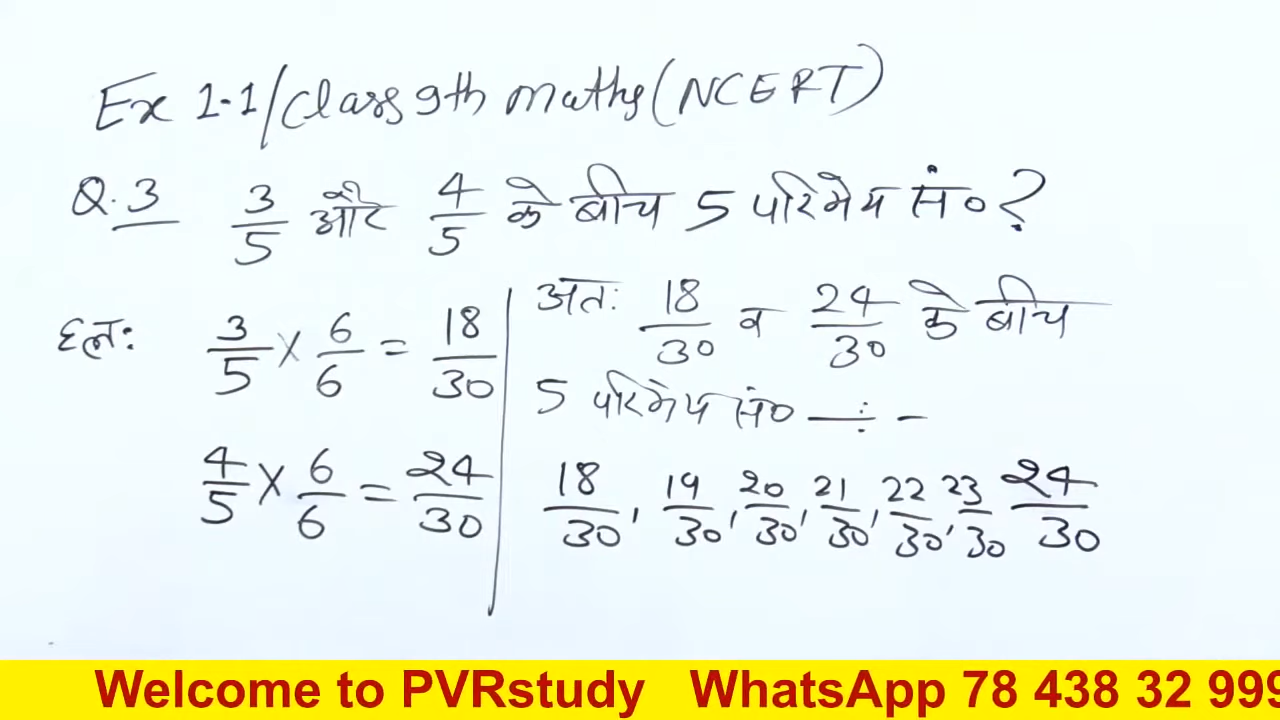 Ex 1.1/Class 9th maths (NCERT)
Q.3 3/5 और 4/5 के बीच 5 परिमेय सं० ?
हल: 3/5 × 6/6 = 18/30
4/5 × 6/6 = 24/30
अतः 18/30 व 24/30 के बीच
5 परिमेय सं० —÷ -
18/30, 19/30, 20/30, 21/30, 22/30, 23/30 24/30
Welcome to PVRstudy WhatsApp 78 438 32 999